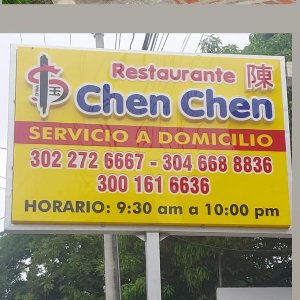 Restaurante 陳
Chen Chen
SERVICIO A DOMICILIO
302 272 6667 - 304 668 8836
300 161 6636
HORARIO: 9:30 am a 10:00 pm